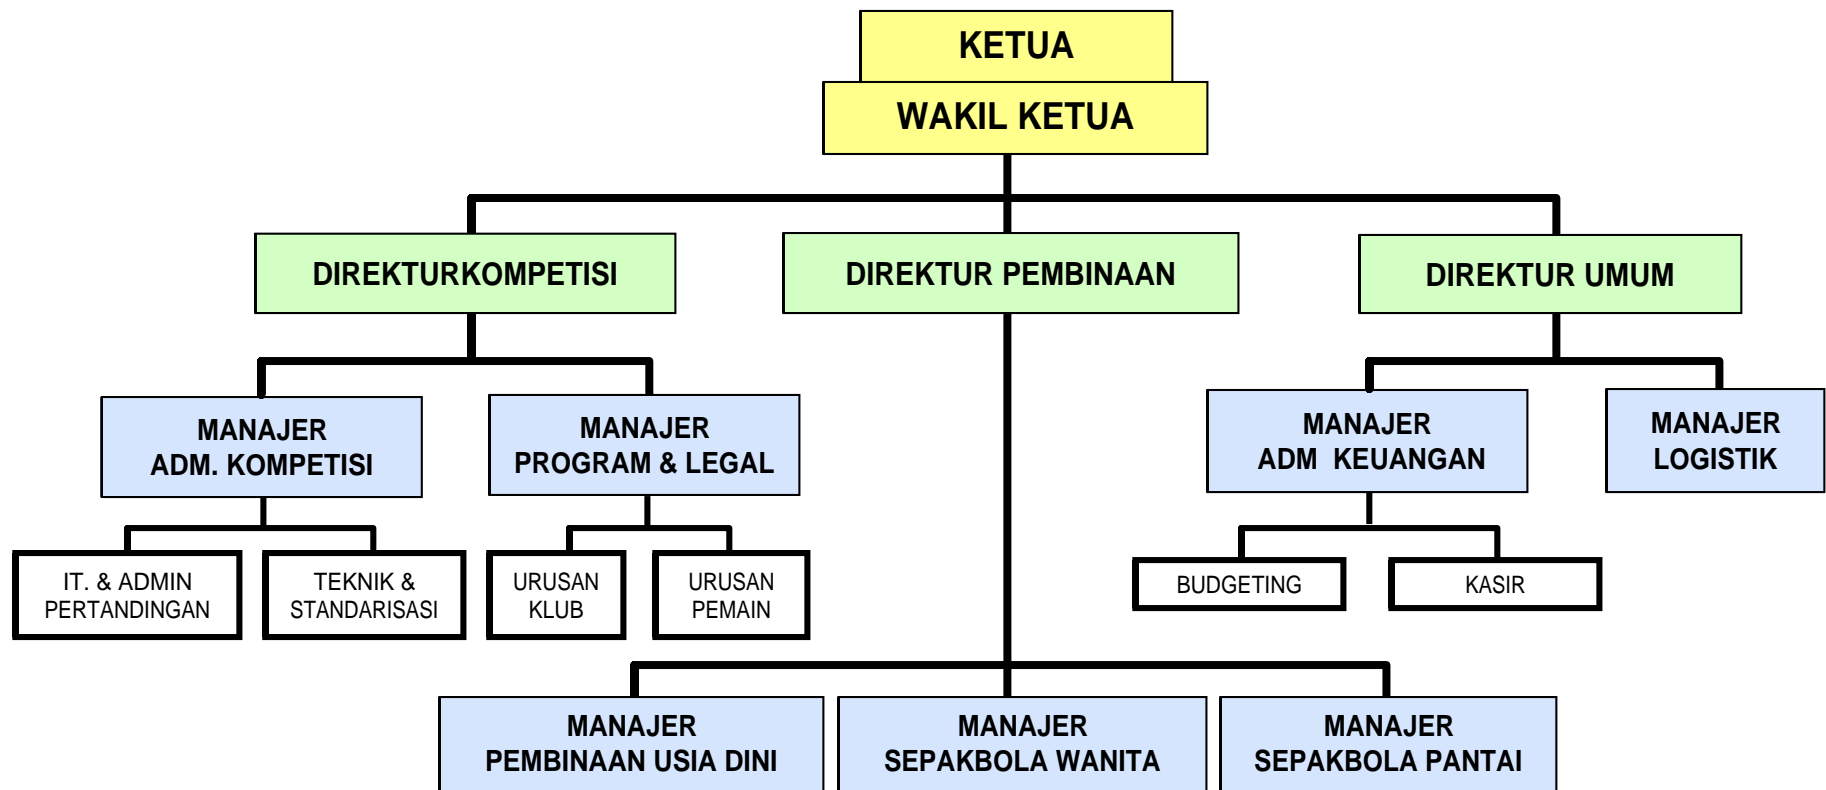 KETUA
WAKIL KETUA
DIREKTURKOMPETISI
DIREKTUR PEMBINAAN
DIREKTUR UMUM
MANAJER
ADM. KOMPETISI
MANAJER
PROGRAM & LEGAL
MANAJER
ADM  KEUANGAN
MANAJER
LOGISTIK
IT. & ADMIN
PERTANDINGAN
TEKNIK &
STANDARISASI
URUSAN
KLUB
URUSAN
PEMAIN
BUDGETING
KASIR
MANAJER
PEMBINAAN USIA DINI
MANAJER
SEPAKBOLA WANITA
MANAJER
SEPAKBOLA PANTAI